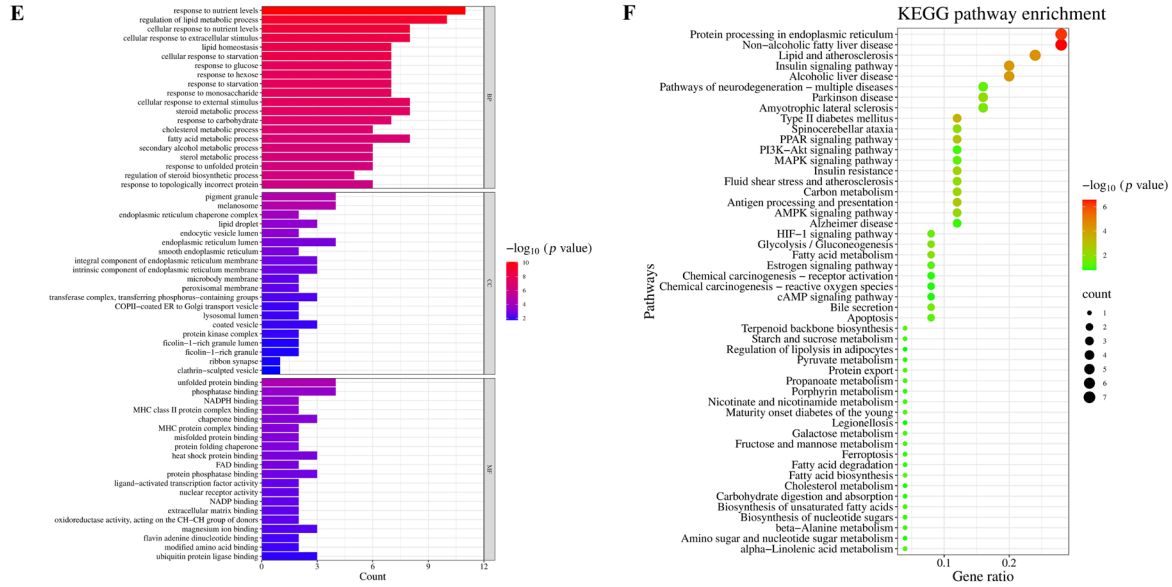 E
response to nutrient levels
regulation of lipid metabolic process
cellular response to nutrient levels
cellular response to extracellular stimulus
lipid homeostasis
cellular response to starvation
response to glucose
response to hexose
response to starvation
response to monosaccharide
cellular response to external stimulus
steroid metabolic process
response to carbohydrate
cholesterol metabolic process
fatty acid metabolic process
secondary alcohol metabolic process
sterol metabolic process
response to unfolded protein
regulation of steroid biosynthetic process
response to topologically incorrect protein
BP
pigment granule
melanosome
endoplasmic reticulum chaperone complex
lipid droplet
endocytic vesicle lumen
endoplasmic reticulum lumen
smooth endoplasmic reticulum
integral component of endoplasmic reticulum membrane
intrinsic component of endoplasmic reticulum membrane
microbody membrane
peroxisomal membrane
transferase complex, transferring phosphorus−containing groups
COPII−coated ER to Golgi transport vesicle
lysosomal lumen
coated vesicle
protein kinase complex
ficolin−1−rich granule lumen
ficolin−1−rich granule
ribbon synapse
clathrin−sculpted vesicle
CC
unfolded protein binding
phosphatase binding
NADPH binding
MHC class II protein complex binding
chaperone binding
MHC protein complex binding
misfolded protein binding
protein folding chaperone
heat shock protein binding
FAD binding
protein phosphatase binding
ligand−activated transcription factor activity
nuclear receptor activity
NADP binding
extracellular matrix binding
oxidoreductase activity, acting on the CH−CH group of donors
magnesium ion binding
flavin adenine dinucleotide binding
modified amino acid binding
ubiquitin protein ligase binding
MF
0 3 6 9 12
Count
−log10 (p value)
10
8
6
4
2
F
KEGG pathway enrichment
Pathways
Protein processing in endoplasmic reticulum
Non−alcoholic fatty liver disease
Lipid and atherosclerosis
Insulin signaling pathway
Alcoholic liver disease
Pathways of neurodegeneration − multiple diseases
Parkinson disease
Amyotrophic lateral sclerosis
Type II diabetes mellitus
Spinocerebellar ataxia
PPAR signaling pathway
PI3K−Akt signaling pathway
MAPK signaling pathway
Insulin resistance
Fluid shear stress and atherosclerosis
Carbon metabolism
Antigen processing and presentation
AMPK signaling pathway
Alzheimer disease
HIF−1 signaling pathway
Glycolysis / Gluconeogenesis
Fatty acid metabolism
Estrogen signaling pathway
Chemical carcinogenesis − receptor activation
Chemical carcinogenesis − reactive oxygen species
cAMP signaling pathway
Bile secretion
Apoptosis
Terpenoid backbone biosynthesis
Starch and sucrose metabolism
Regulation of lipolysis in adipocytes
Pyruvate metabolism
Protein export
Propanoate metabolism
Porphyrin metabolism
Nicotinate and nicotinamide metabolism
Maturity onset diabetes of the young
Legionellosis
Galactose metabolism
Fructose and mannose metabolism
Ferroptosis
Fatty acid degradation
Fatty acid biosynthesis
Cholesterol metabolism
Carbohydrate digestion and absorption
Biosynthesis of unsaturated fatty acids
Biosynthesis of nucleotide sugars
beta−Alanine metabolism
Amino sugar and nucleotide sugar metabolism
alpha−Linolenic acid metabolism
0.1 0.2
Gene ratio
−log10 (p value)
6
4
2
count
1
2
3
4
5
6
7